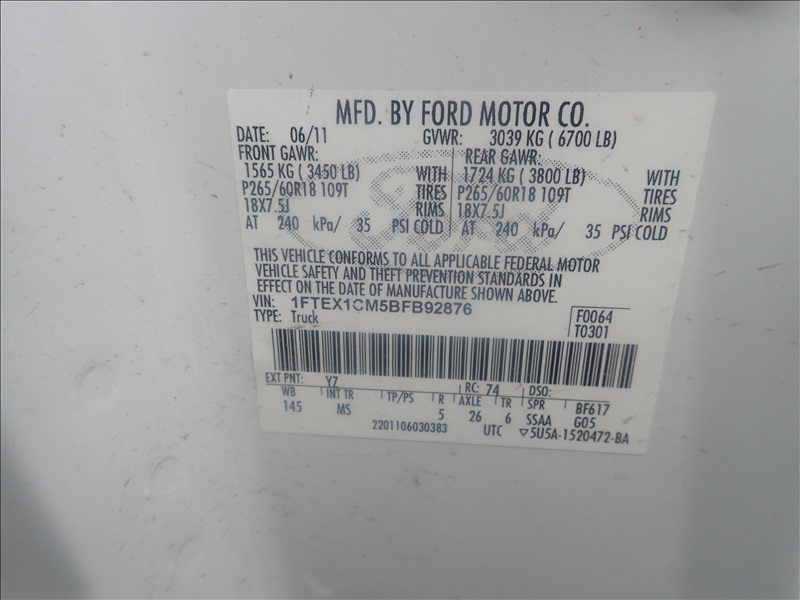 MFD. BY FORD MOTOR CO.
DATE: 06/11 GVWR: 3039 KG ( 6700 LB)
FRONT GAWR: REAR GAWR:
1565 KG ( 3450 LB) WITH 1724 KG ( 3800 LB) WITH
P265/60R18 109T TIRES P265/60R18 109T TIRES
18X7.5J RIMS 18X7.5J RIMS
AT 240 kPa/ 35 PSI COLD AT 240 kPa/ 35 PSI COLD
Ford
THIS VEHICLE CONFORMS TO ALL APPLICABLE FEDERAL MOTOR
VEHICLE SAFETY AND THEFT PREVENTION STANDARDS IN
EFFECT ON THE DATE OF MANUFACTURE SHOWN ABOVE.
VIN: 1FTEX1CM5BFB92876 F0064
TYPE: Truck T0301
EXT PNT: YZ RC: 74 DSO:
WB INT TR TP/PS R AXLE TR SPR BF617
145 MS 5 26 6 SSAA G05
2201106030383 UTC ▽5U5A-1520472-BA